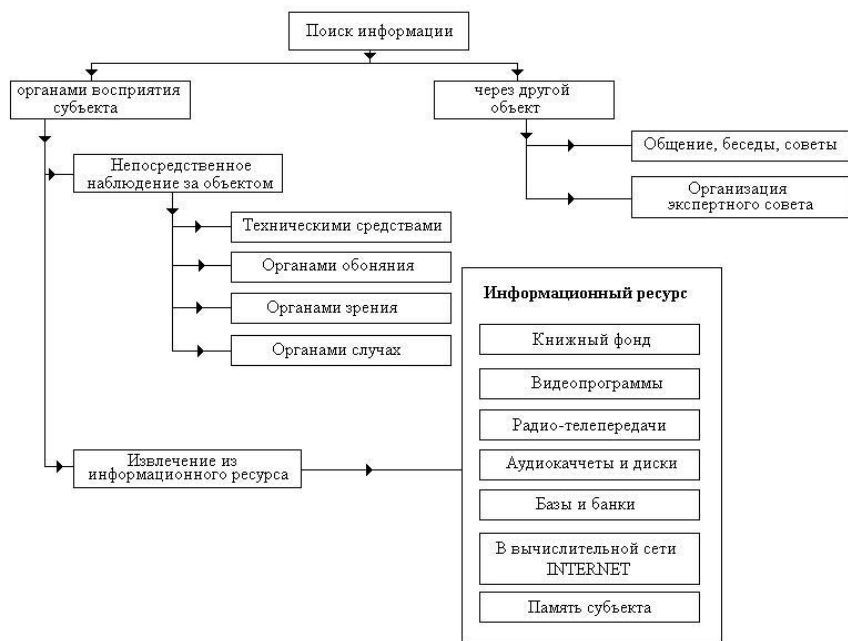 Поиск информации
органами восприятия
субъекта
через другой
объект
Общение, беседы, советы
Непосредственное
наблюдение за объектом
Организация
экспертного совета
Техническими средствами
Органами обоняния
Органами зрения
Органами случах
Информационный ресурс
Книжный фонд
Видеопрограммы
Радио-телепередачи
Извлечение из
информационного ресурса
Аудиокаччеты и диски
Базы и банки
В вычислительной сети
INTERNET
Память субъекта